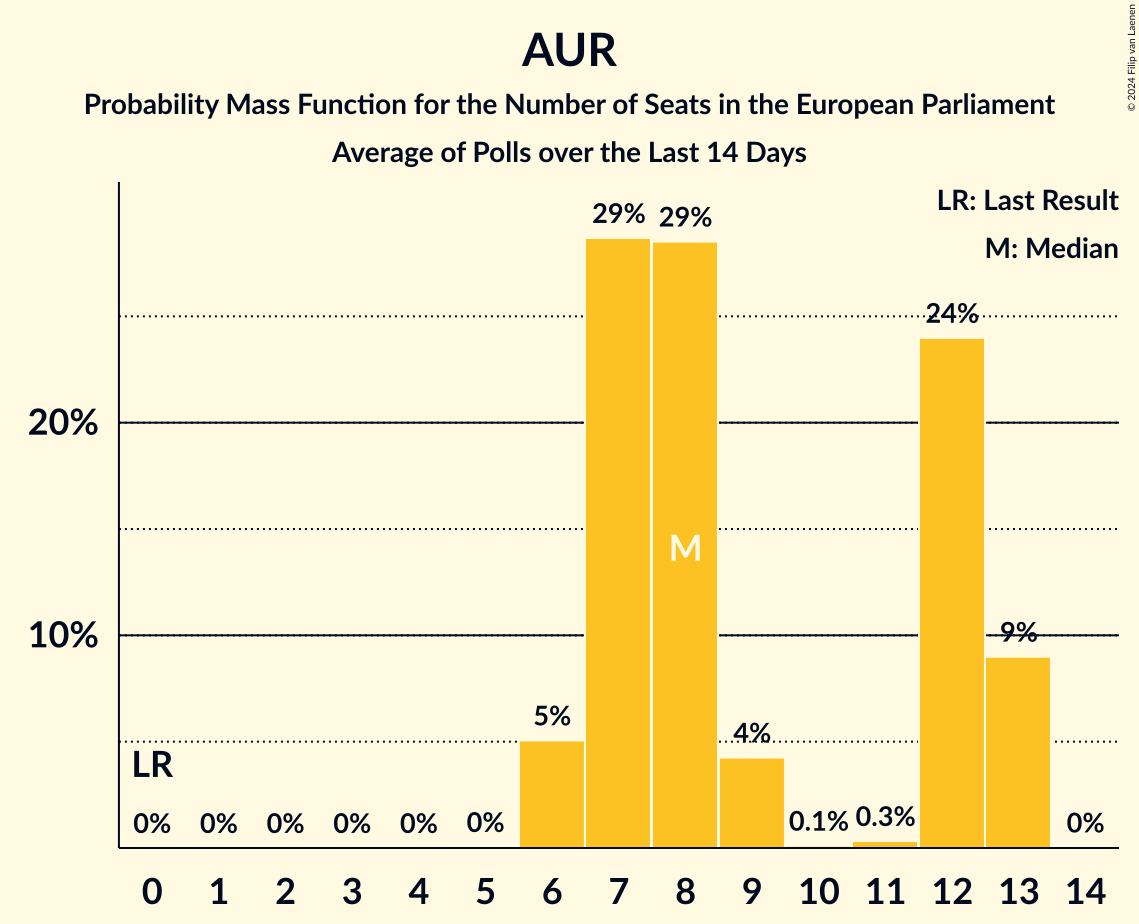 AUR
Probability Mass Function for the Number of Seats in the European Parliament
Average of Polls over the Last 14 Days
© 2024 Filip van Laenen
LR: Last Result
M: Median
29%
29%
24%
20%
M
10%
9%
5%
4%
LR
0%
0%
0%
0%
0%
0%
0.1%
0.3%
0%
0 1 2 3 4 5 6 7 8 9 10 11 12 13 14